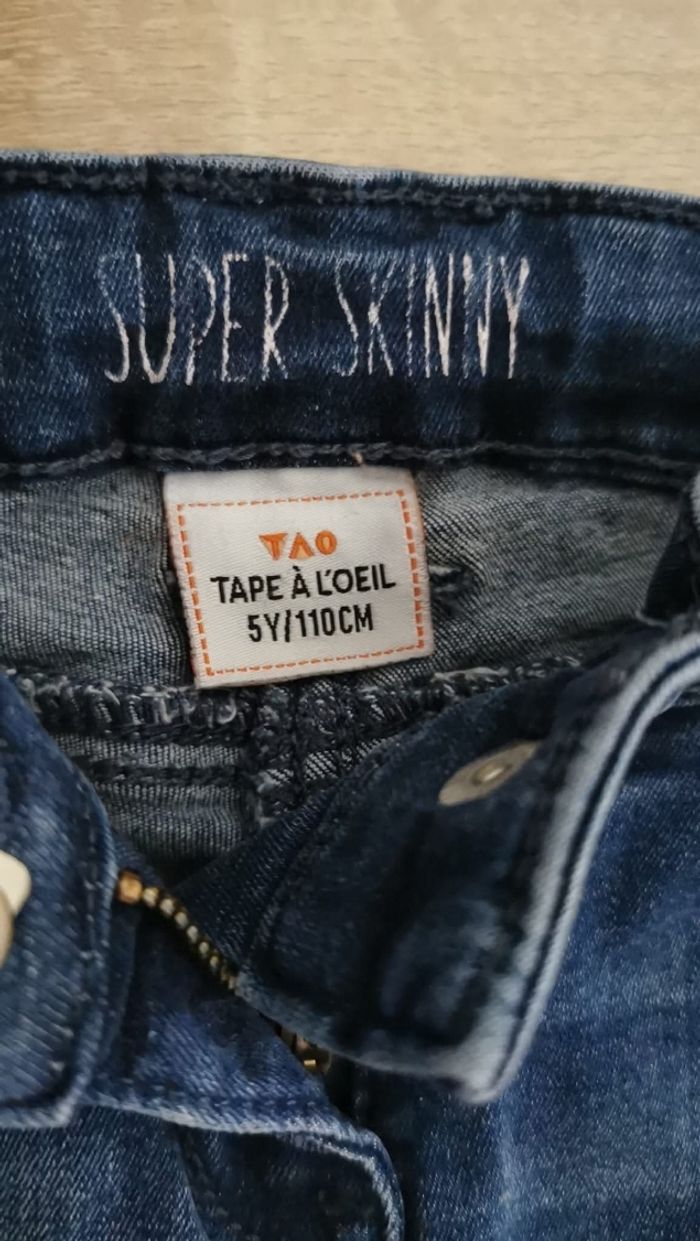 SUPER SKINNY
TAO
TAPE À L'OEIL
5Y/110CM